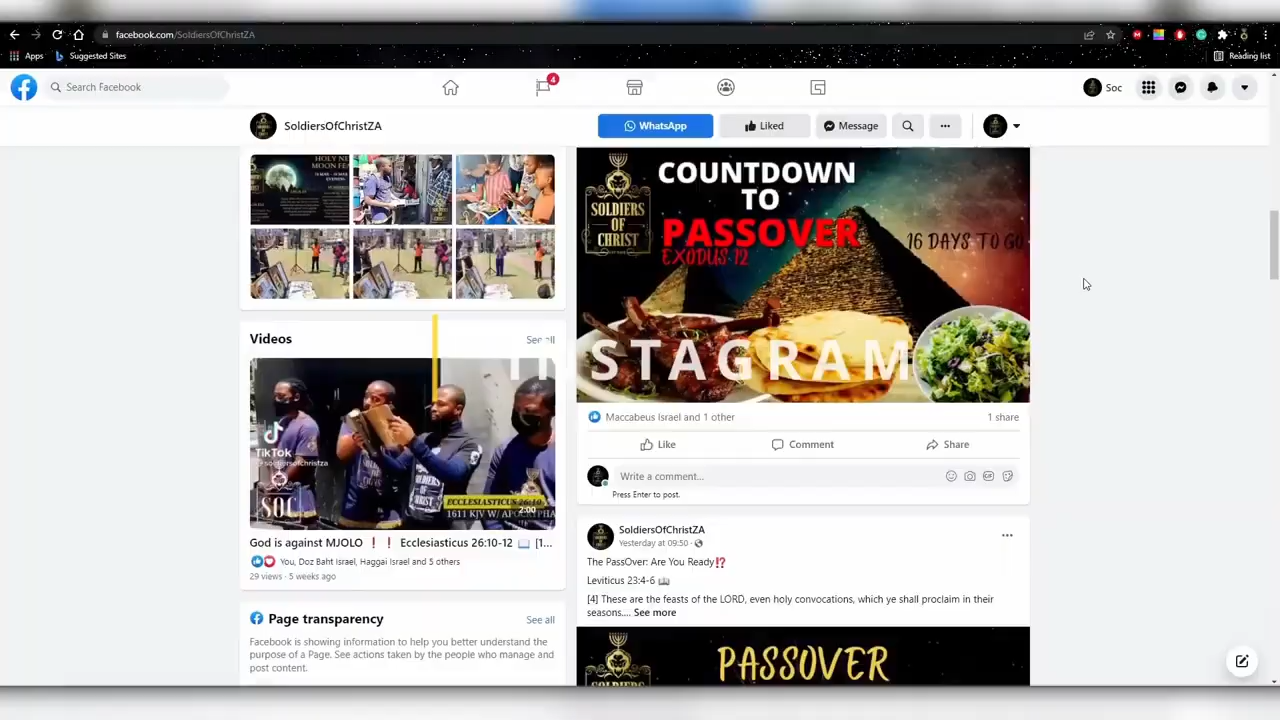 facebook.com/SoldiersOfChristZA
Apps
Suggested Sites
Reading list
Search Facebook
4
Soc
SoldiersOfChristZA
WhatsApp
Liked
Message
HOLY NE
MOON FEA
COUNTDOWN
TO
PASSOVER
EXODUS 12
16 DAYS TO GO
SOLDIERS
OF
CHRIST
INSTAGRAM
Videos
See all
TikTok
@soldiersofchristza
SOC
ECCLESIASTICUS 26:10
1611 KJV W/ APOCRYPHA
2:00
God is against MJOLO ❗ ❗ Ecclesiasticus 26:10-12 📖 [1...
You, Doz Baht Israel, Haggai Israel and 5 others
29 views · 5 weeks ago
Page transparency
See all
Facebook is showing information to help you better understand the
purpose of a Page. See actions taken by the people who manage and
post content.
Maccabeus Israel and 1 other
1 share
Like
Comment
Share
Write a comment...
Press Enter to post.
SoldiersOfChristZA
Yesterday at 09:50 ·
The PassOver: Are You Ready⁉
Leviticus 23:4-6 📖
[4] These are the feasts of the LORD, even holy convocations, which ye shall proclaim in their
seasons.... See more
PASSOVER